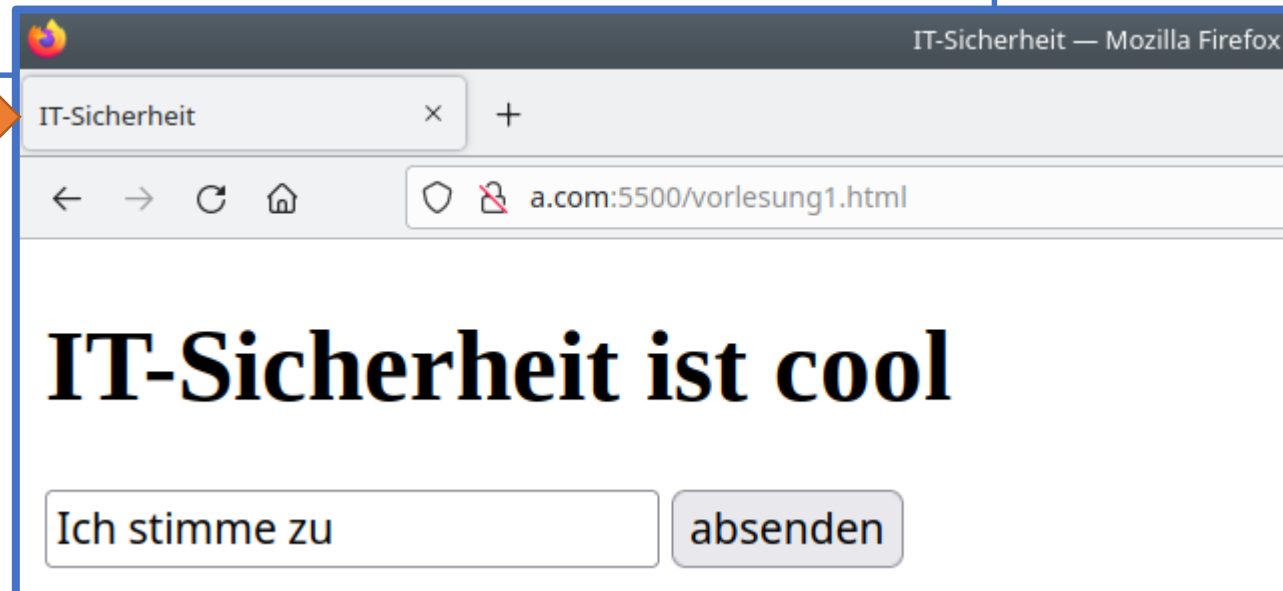 IT-Sicherheit — Mozilla Firefox
IT-Sicherheit
a.com:5500/vorlesung1.html
IT-Sicherheit ist cool
Ich stimme zu absenden